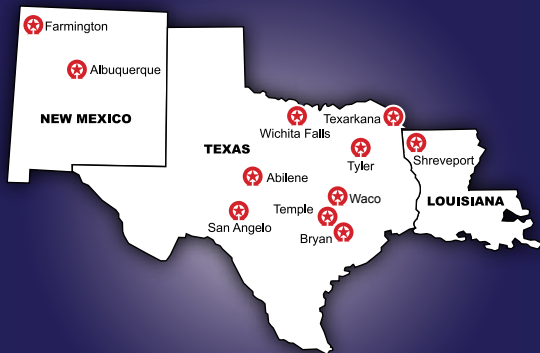 Farmington
Albuquerque
NEW MEXICO
Texarkana
Wichita Falls
TEXAS
Tyler
Shreveport
Abilene
Waco
LOUISIANA
Temple
San Angelo
Bryan